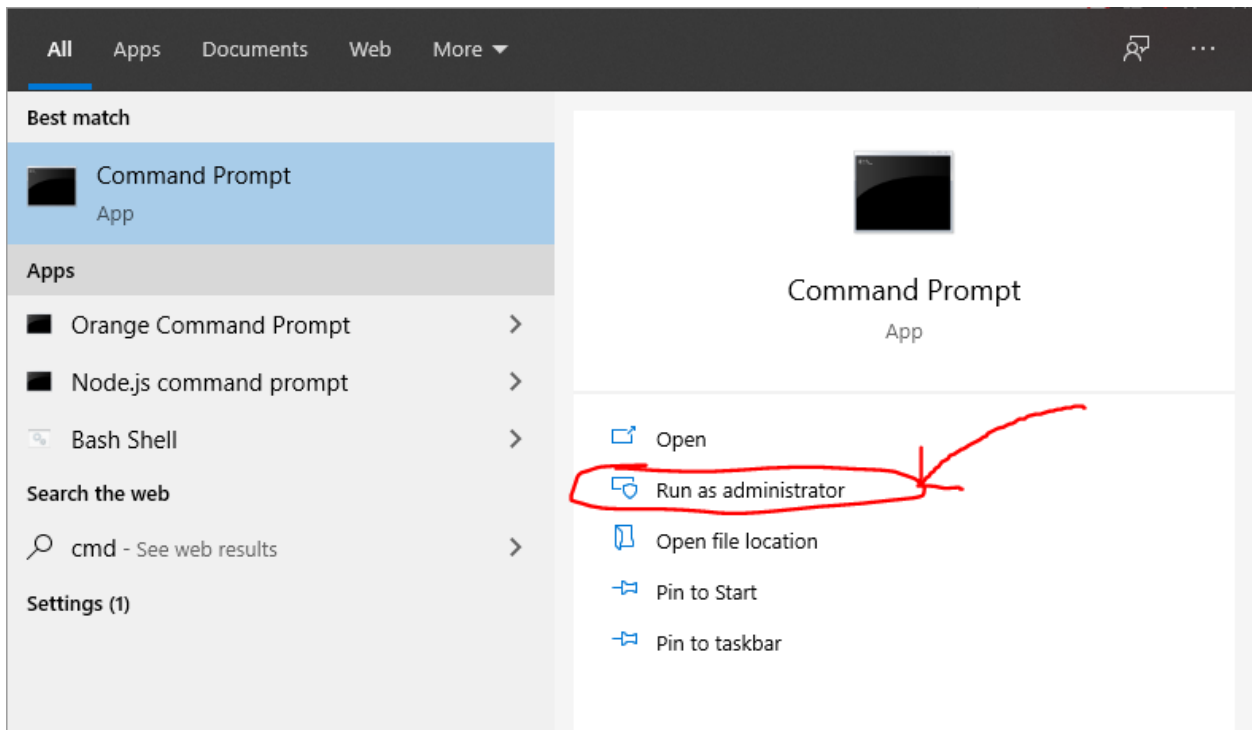 All Apps Documents Web More
Best match
Command Prompt
App
Apps
Orange Command Prompt
Node.js command prompt
Bash Shell
Search the web
cmd - See web results
Settings (1)
Command Prompt
App
Open
Run as administrator
Open file location
Pin to Start
Pin to taskbar